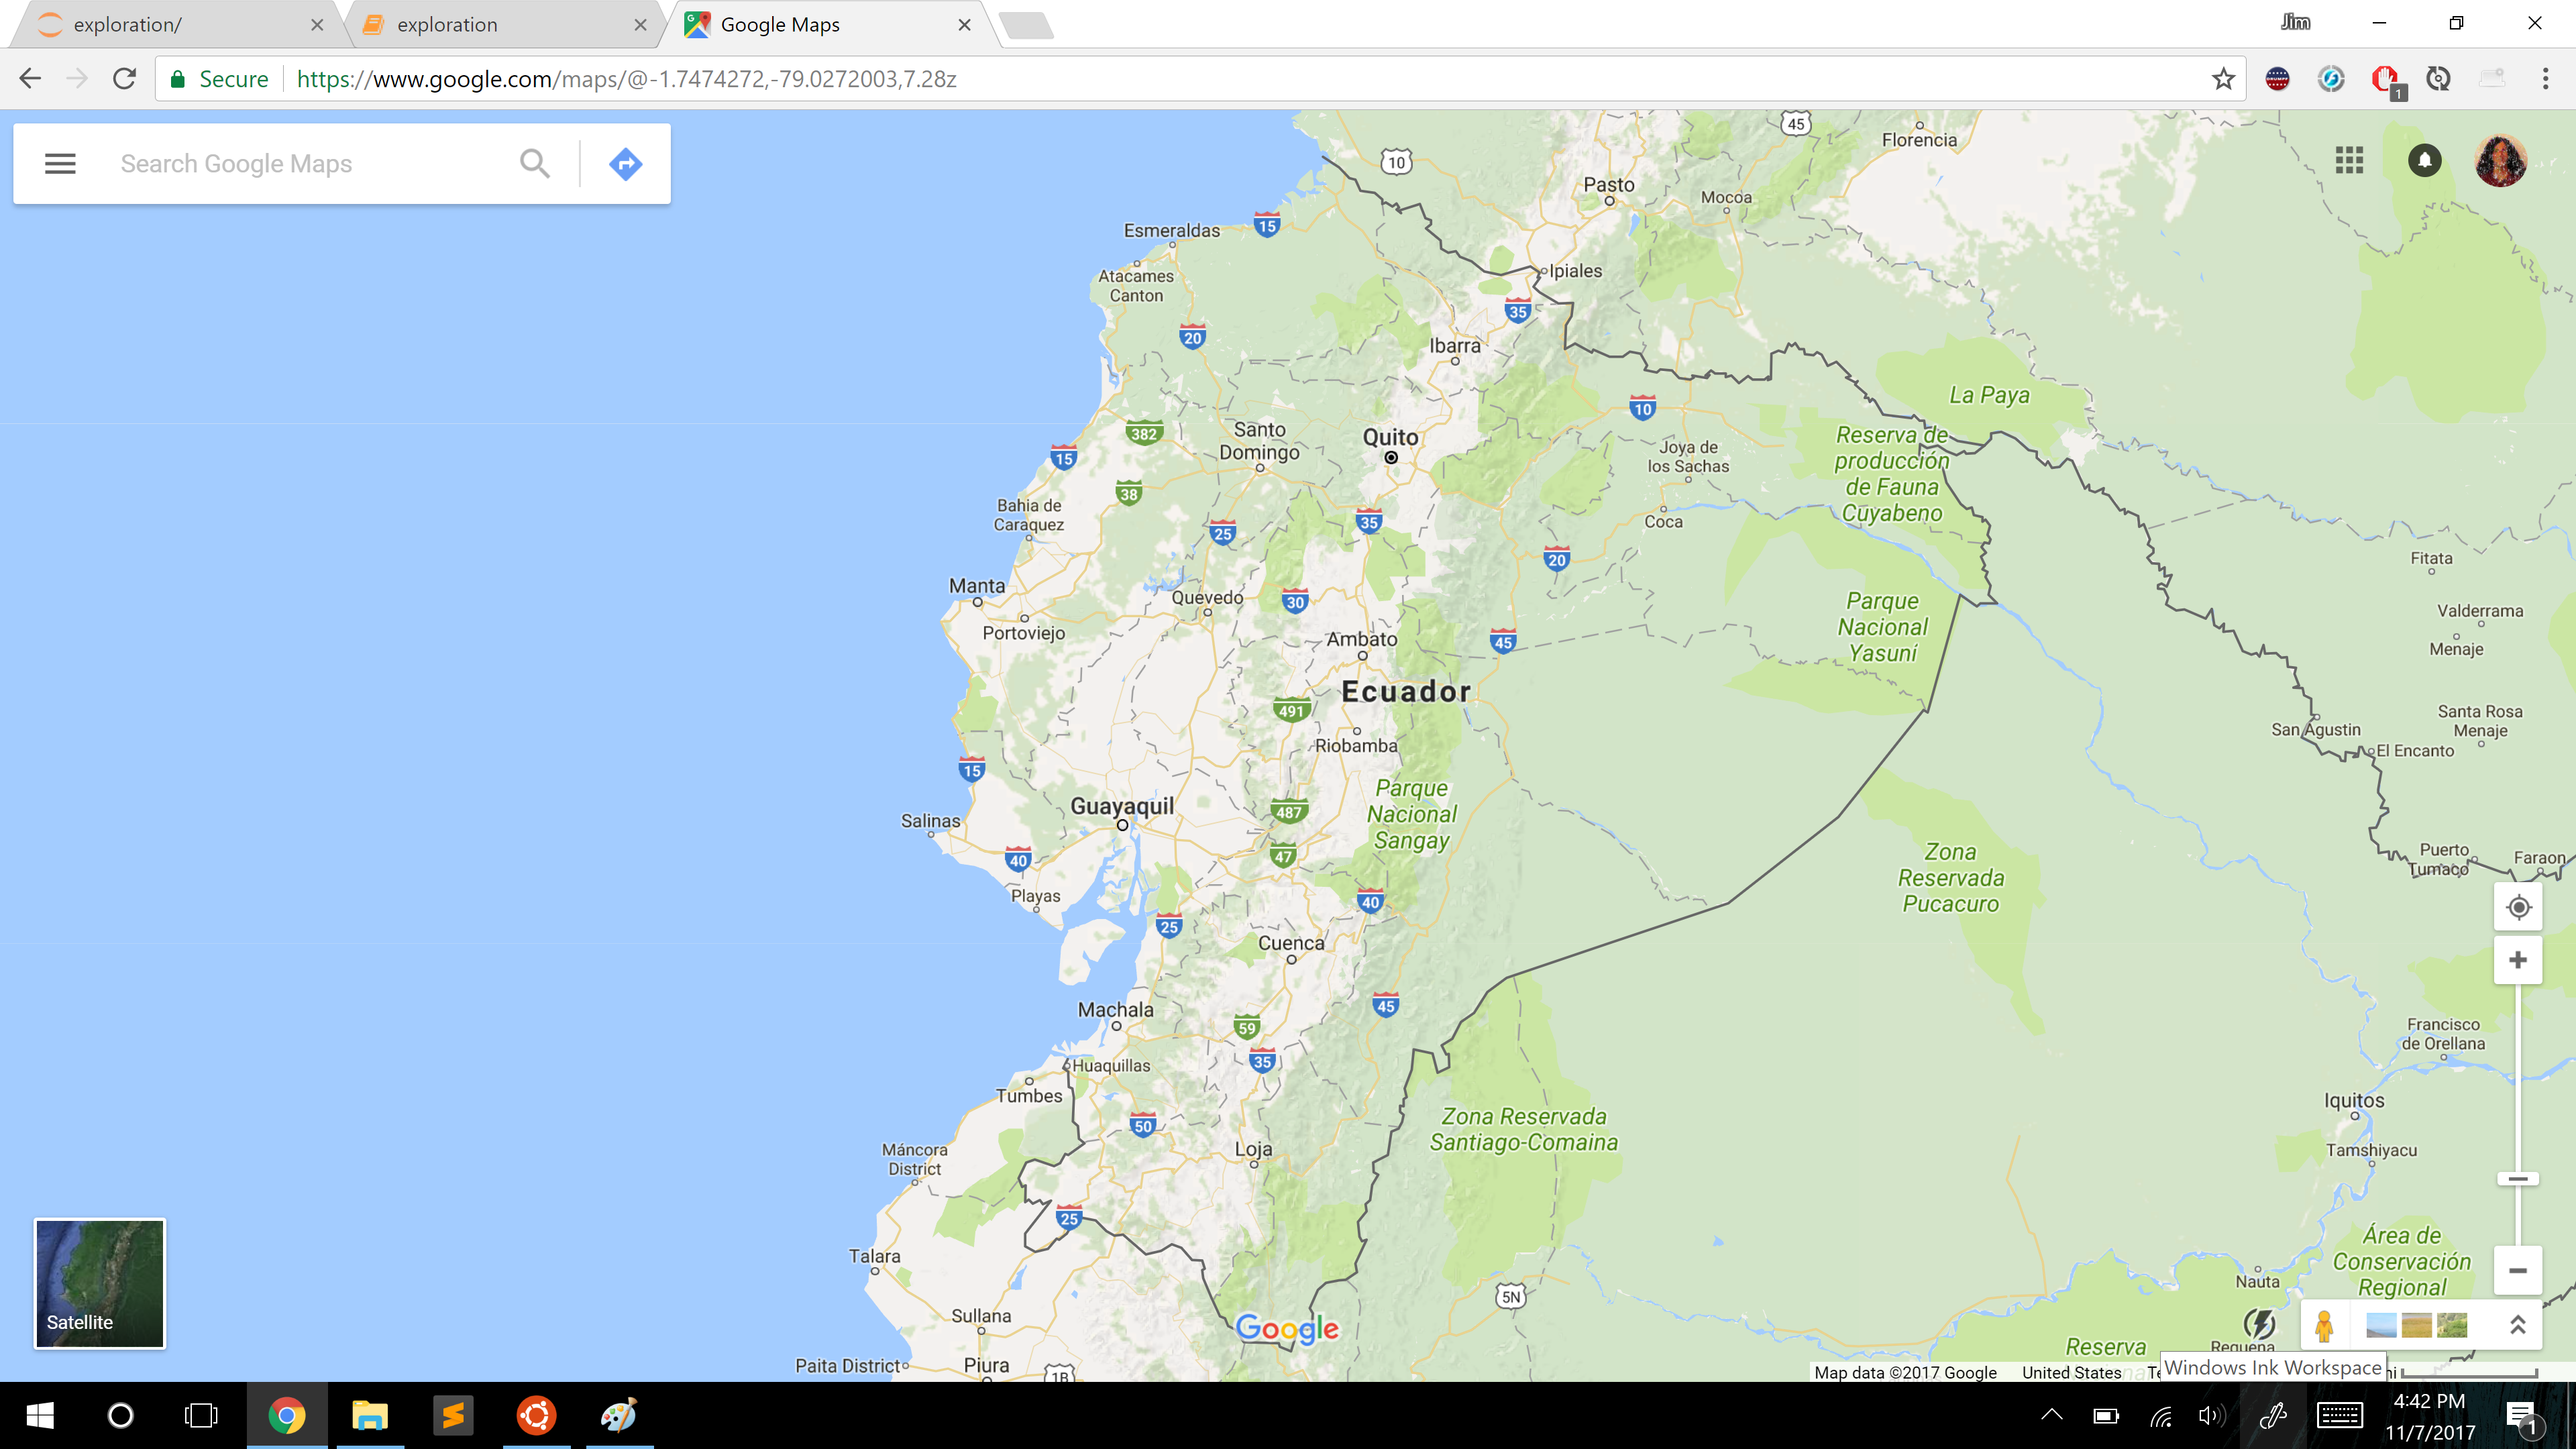 exploration/
exploration
Google Maps
Jim
Secure
https://www.google.com/maps/@-1.7474272,-79.0272003,7.28z
1
Search Google Maps
45
10
Florencia
Pasto
Mocoa
Esmeraldas
15
Atacames
Canton
Ipiales
35
20
Ibarra
La Paya
10
382
Santo
Domingo
Quito
Joya de
los Sachas
Reserva de
producción
de Fauna
Cuyabeno
15
38
Bahia de
Caraquez
25
35
Coca
20
Fitata
Manta
Quevedo
30
Portoviejo
Parque
Nacional
Yasuní
Valderrama
Menaje
Ambato
45
Ecuador
491
Riobamba
San Agustin
Santa Rosa
Menaje
El Encanto
15
Parque
Nacional
Sangay
Guayaquil
487
Salinas
47
40
Zona
Reservada
Pucacuro
Puerto
Tumaco
Faraon
Playas
40
25
Cuenca
Machala
45
59
Francisco
de Orellana
35
Huaquillas
Tumbes
50
Zona Reservada
Santiago-Comaina
Iquitos
Loja
Tamshiyacu
Máncora
District
25
Talara
Área de
Conservación
Regional
Nauta
5N
Satellite
Sullana
Google
Requena
Reserva
Paita District
Piura
1B
Map data ©2017 Google
United States
Windows Ink Workspace
4:42 PM
11/7/2017
1